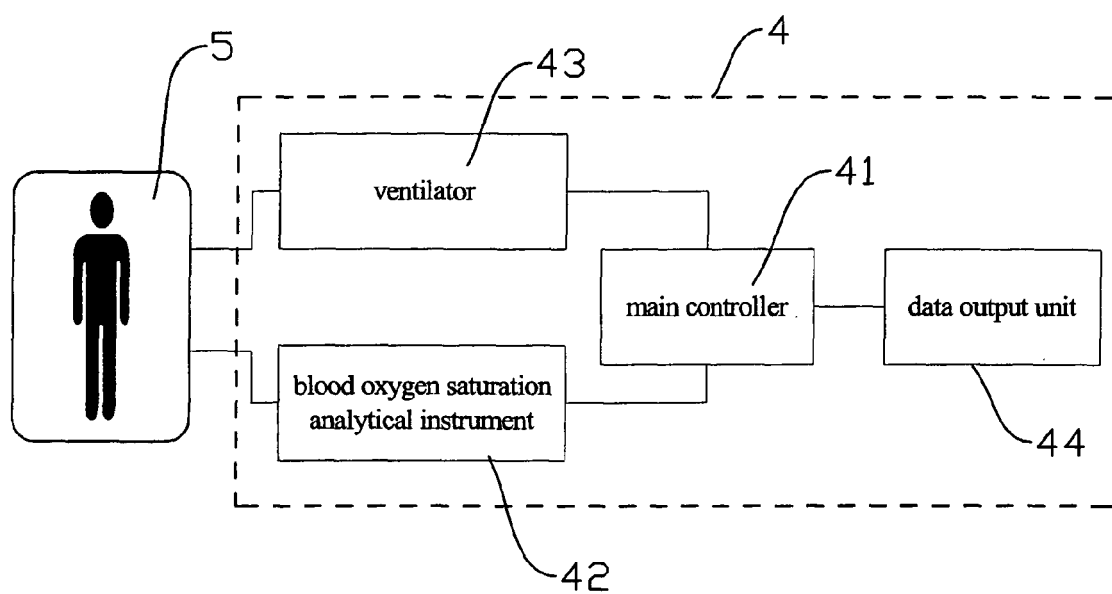 5
4
43
ventilator
41
main controller
data output unit
blood oxygen saturation
analytical instrument
44
42